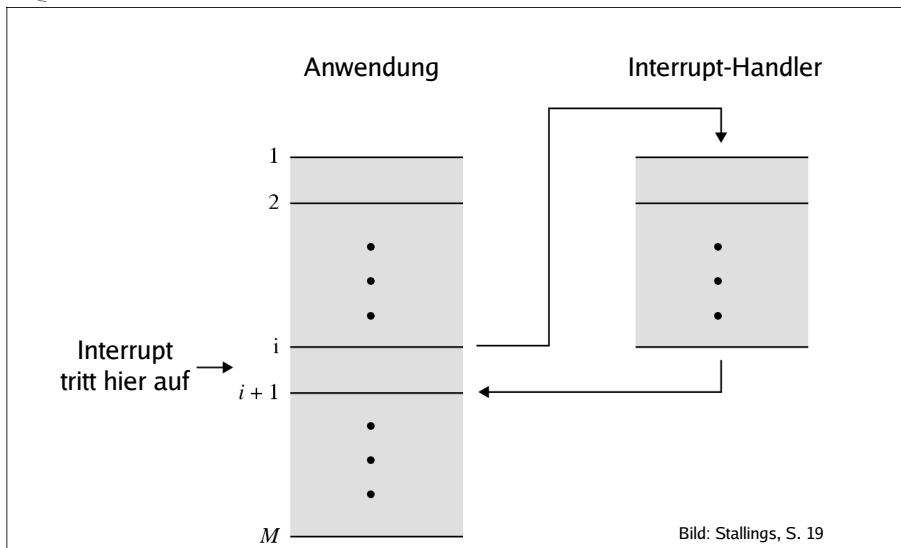 Anwendung
Interrupt-Handler
1
2
i
Interrupt
tritt hier auf
i + 1
M
Bild: Stallings, S. 19